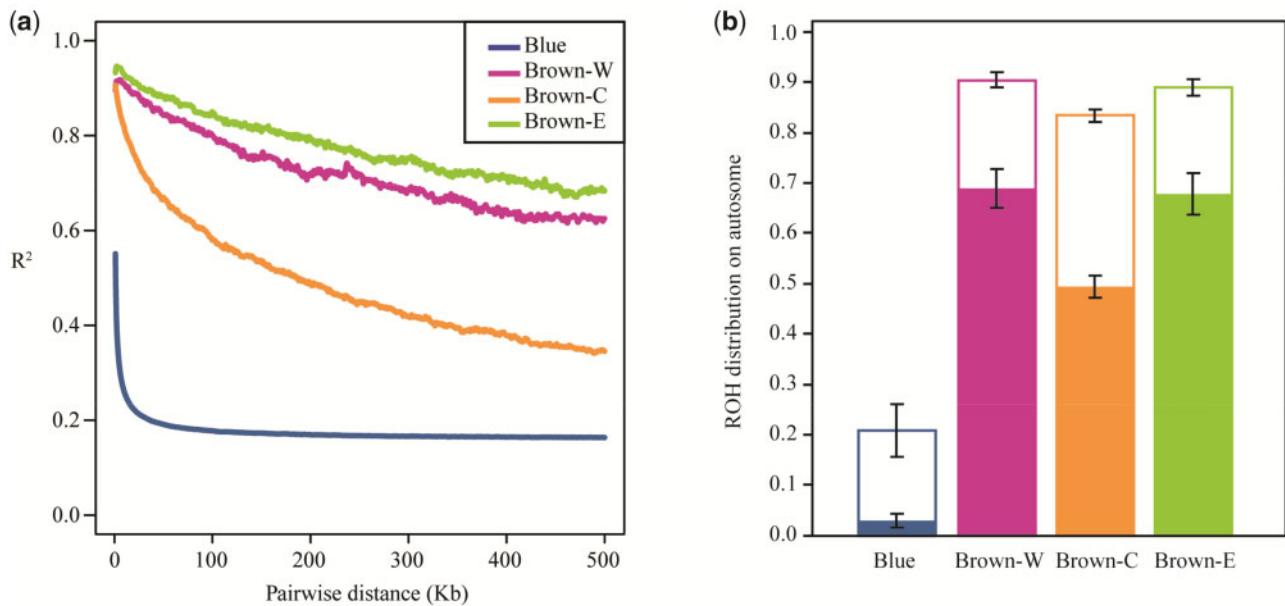 (a)
1.0
0.8
0.6
0.4
0.2
0.0
R²
0 100 200 300 400 500
Pairwise distance (Kb)
Blue
Brown-W
Brown-C
Brown-E
(b)
1.0
0.9
0.8
0.7
0.6
0.5
0.4
0.3
0.2
0.1
0.0
ROH distribution on autosome
Blue Brown-W Brown-C Brown-E